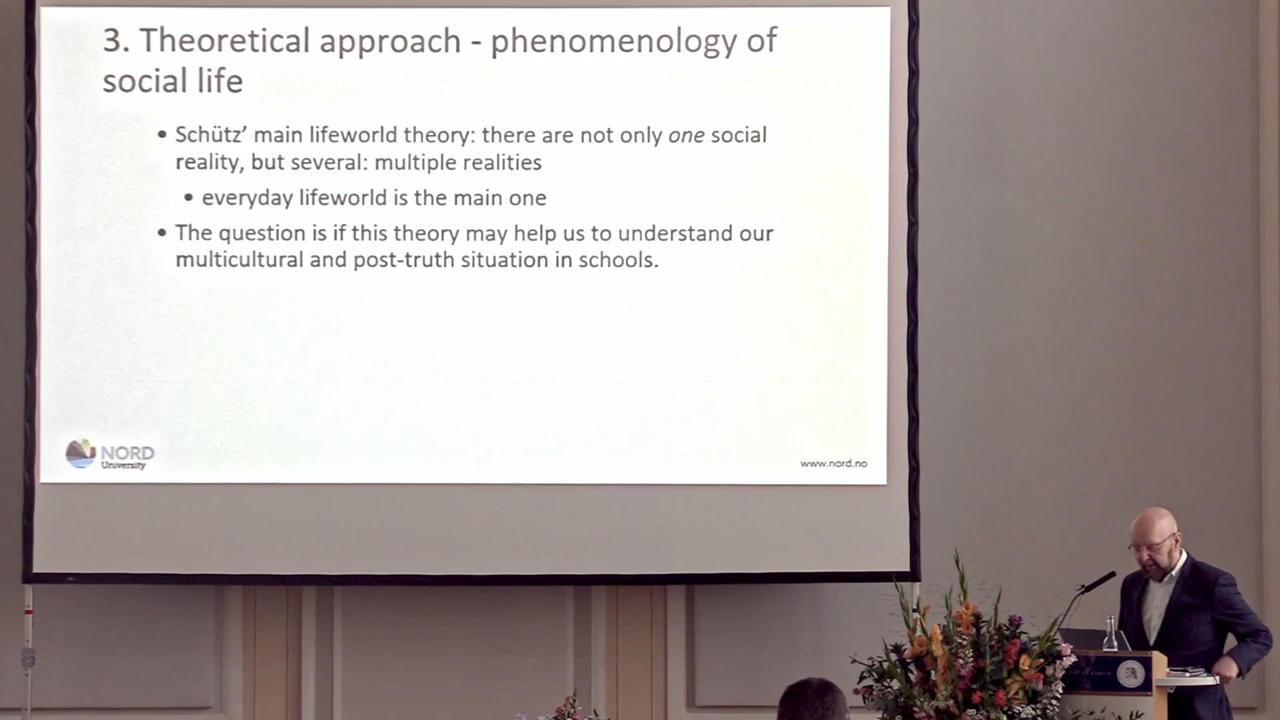 3. Theoretical approach - phenomenology of
social life
• Schütz’ main lifeworld theory: there are not only one social
reality, but several: multiple realities
• everyday lifeworld is the main one
• The question is if this theory may help us to understand our
multicultural and post-truth situation in schools.
NORD
University
www.nord.no